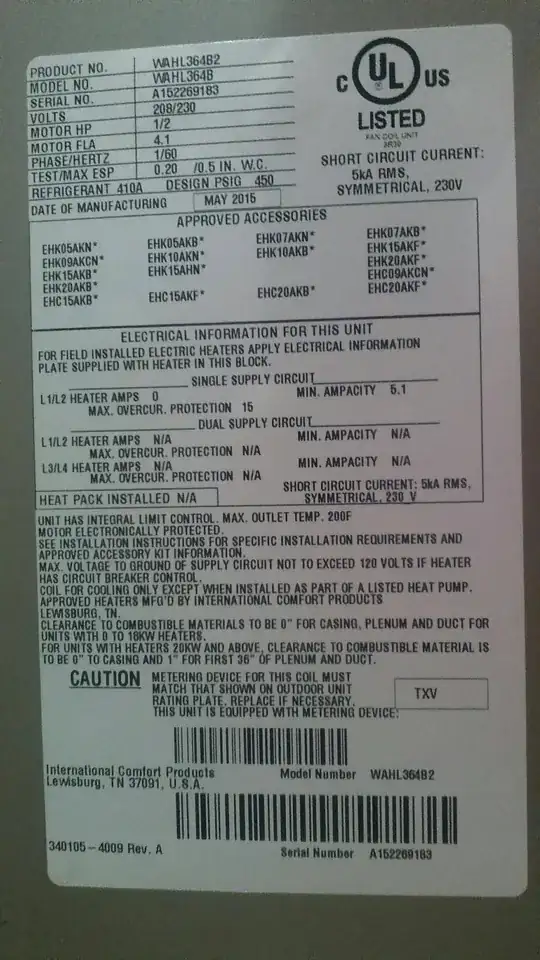 PRODUCT NO. WAHL364B2
MODEL NO. WAHL364B
SERIAL NO. A152269183
VOLTS 208/230
MOTOR HP 1/2
MOTOR FLA 4.1
PHASE/HERTZ 1/60
TEST/MAX ESP 0.20 /0.5 IN. W.C.
REFRIGERANT 410A DESIGN PSIG 450
DATE OF MANUFACTURING MAY 2015
C UL US
LISTED
FAN COIL UNIT
3R30
SHORT CIRCUIT CURRENT:
5kA RMS,
SYMMETRICAL, 230V
APPROVED ACCESSORIES
EHK05AKN* EHK05AKB* EHK07AKN* EHK07AKB*
EHK09AKCN* EHK10AKN* EHK10AKB* EHK15AKF*
EHK15AKB* EHK15AHN* EHK20AKF*
EHK20AKB* EHC09AKCN*
EHC15AKB* EHC15AKF* EHC20AKB* EHC20AKF*
ELECTRICAL INFORMATION FOR THIS UNIT
FOR FIELD INSTALLED ELECTRIC HEATERS APPLY ELECTRICAL INFORMATION
PLATE SUPPLIED WITH HEATER IN THIS BLOCK.
SINGLE SUPPLY CIRCUIT
L1/L2 HEATER AMPS 0 MIN. AMPACITY 5.1
MAX. OVERCUR. PROTECTION 15
DUAL SUPPLY CIRCUIT
L1/L2 HEATER AMPS N/A MIN. AMPACITY N/A
MAX. OVERCUR. PROTECTION N/A
L3/L4 HEATER AMPS N/A MIN. AMPACITY N/A
MAX. OVERCUR. PROTECTION N/A
SHORT CIRCUIT CURRENT: 5kA RMS,
HEAT PACK INSTALLED N/A SYMMETRICAL, 230 V
UNIT HAS INTEGRAL LIMIT CONTROL. MAX. OUTLET TEMP. 200F
MOTOR ELECTRONICALLY PROTECTED.
SEE INSTALLATION INSTRUCTIONS FOR SPECIFIC INSTALLATION REQUIREMENTS AND
APPROVED ACCESSORY KIT INFORMATION.
MAX. VOLTAGE TO GROUND OF SUPPLY CIRCUIT NOT TO EXCEED 120 VOLTS IF HEATER
HAS CIRCUIT BREAKER CONTROL.
COIL FOR COOLING ONLY EXCEPT WHEN INSTALLED AS PART OF A LISTED HEAT PUMP.
APPROVED HEATERS MFG'D BY INTERNATIONAL COMFORT PRODUCTS
LEWISBURG, TN.
CLEARANCE TO COMBUSTIBLE MATERIALS TO BE 0" FOR CASING, PLENUM AND DUCT FOR
UNITS WITH 0 TO 18KW HEATERS.
FOR UNITS WITH HEATERS 20KW AND ABOVE, CLEARANCE TO COMBUSTIBLE MATERIAL IS
TO BE 0" TO CASING AND 1" FOR FIRST 36" OF PLENUM AND DUCT.
CAUTION METERING DEVICE FOR THIS COIL MUST
MATCH THAT SHOWN ON OUTDOOR UNIT
RATING PLATE. REPLACE IF NECESSARY.
THIS UNIT IS EQUIPPED WITH METERING DEVICE:
TXV
International Comfort Products
Lewisburg, TN 37091, U.S.A.
Model Number WAHL364B2
340105-4009 Rev. A
Serial Number A152269183